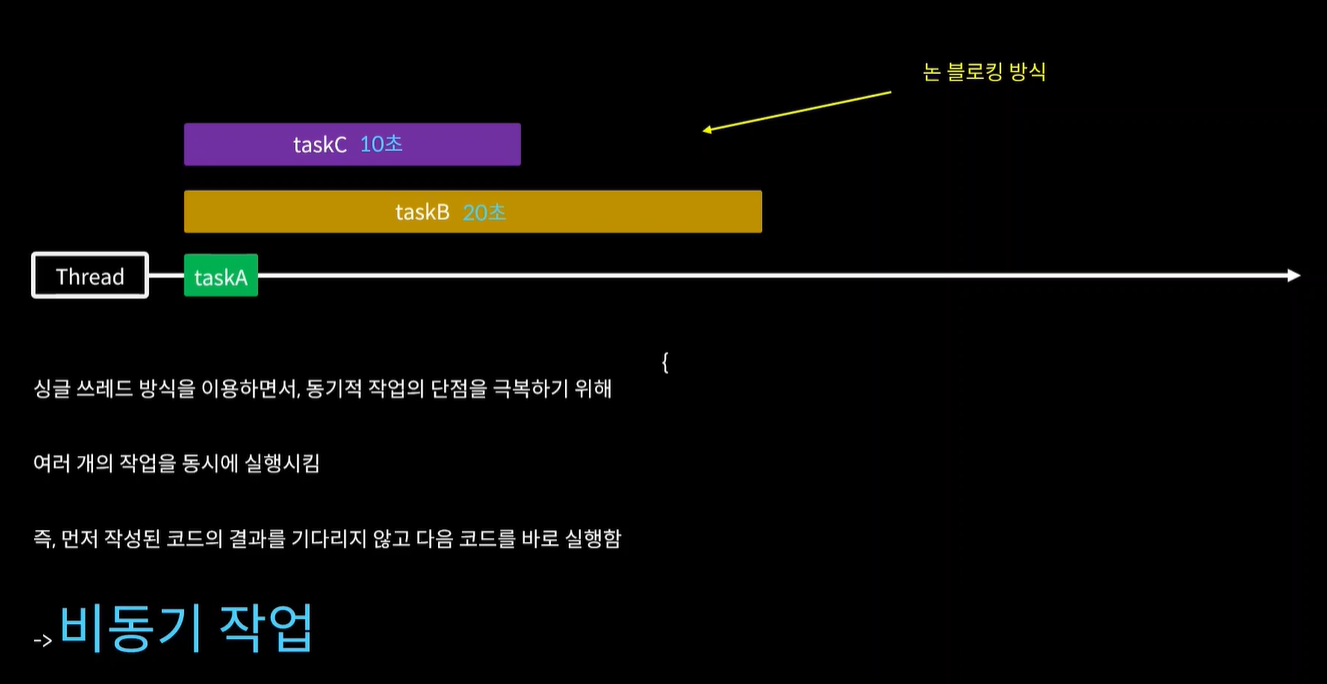 논 블로킹 방식
taskC 10초
taskB 20초
Thread
taskA
{
싱글 쓰레드 방식을 이용하면서, 동기적 작업의 단점을 극복하기 위해
여러 개의 작업을 동시에 실행시킴
즉, 먼저 작성된 코드의 결과를 기다리지 않고 다음 코드를 바로 실행함
-> 비동기 작업